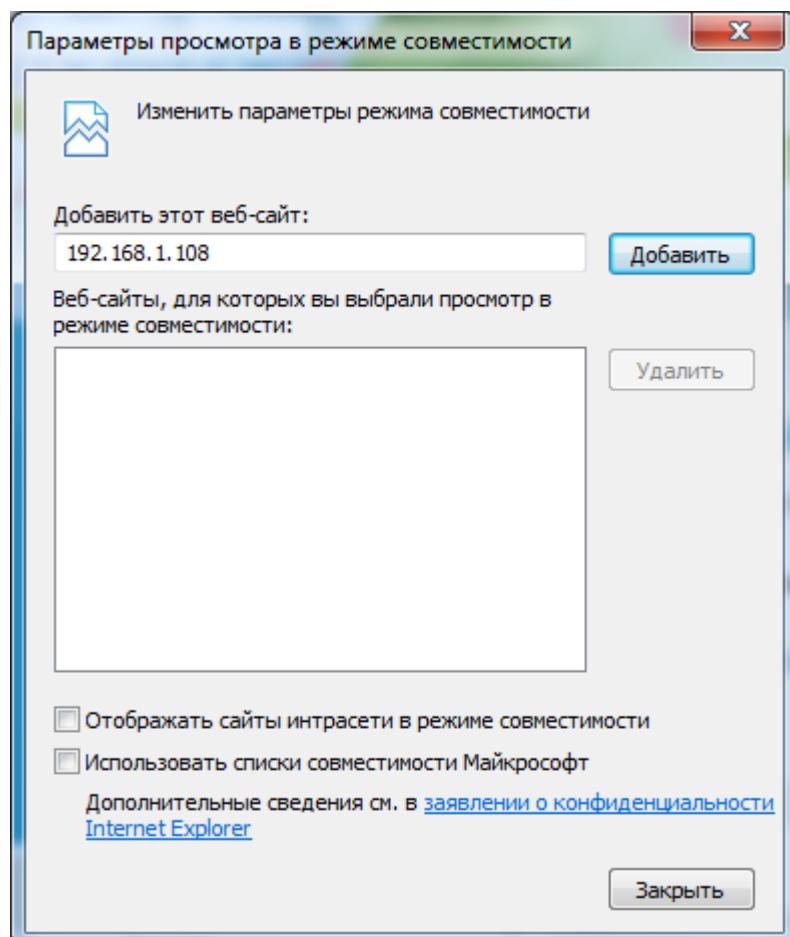 Параметры просмотра в режиме совместимости
Изменить параметры режима совместимости
Добавить этот веб-сайт:
192.168.1.108
Добавить
Веб-сайты, для которых вы выбрали просмотр в
режиме совместимости:
Удалить
Отображать сайты интрасети в режиме совместимости
Использовать списки совместимости Майкрософт
Дополнительные сведения см. в заявлении о конфиденциальности
Internet Explorer
Закрыть